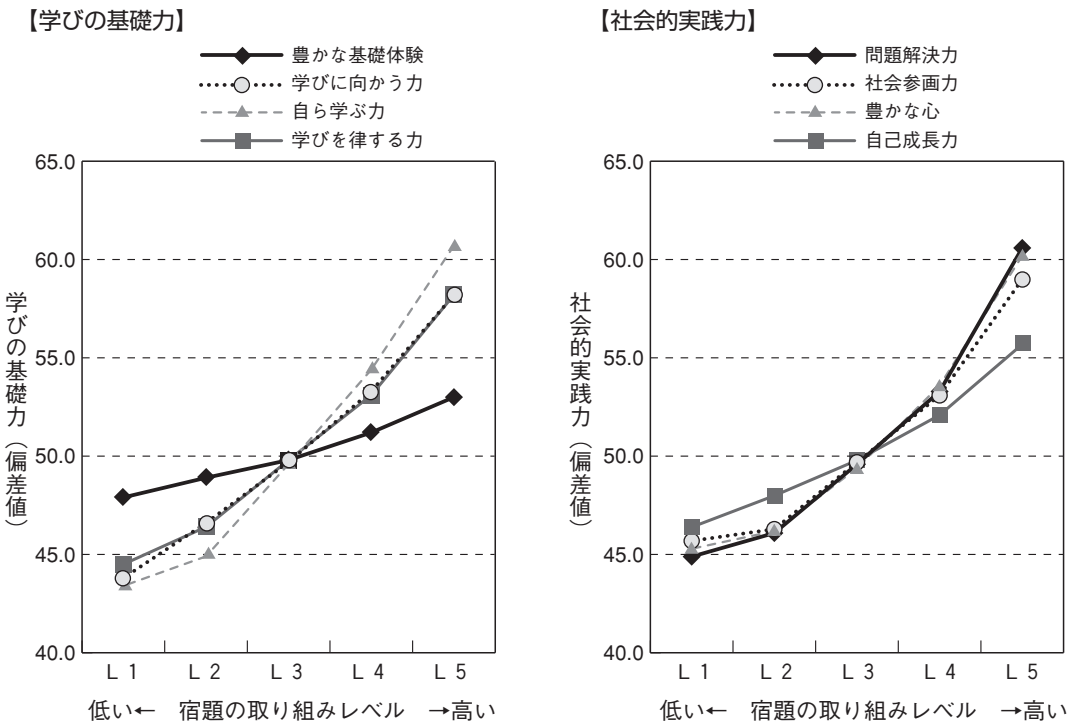 【学びの基礎力】
豊かな基礎体験
学びに向かう力
自ら学ぶ力
学びを律する力
65.0
60.0
55.0
50.0
45.0
40.0
学びの基礎力（偏差値）
L 1 L 2 L 3 L 4 L 5
低い← 宿題の取り組みレベル →高い
【社会的実践力】
問題解決力
社会参画力
豊かな心
自己成長力
65.0
60.0
55.0
50.0
45.0
40.0
社会的実践力（偏差値）
L 1 L 2 L 3 L 4 L 5
低い← 宿題の取り組みレベル →高い